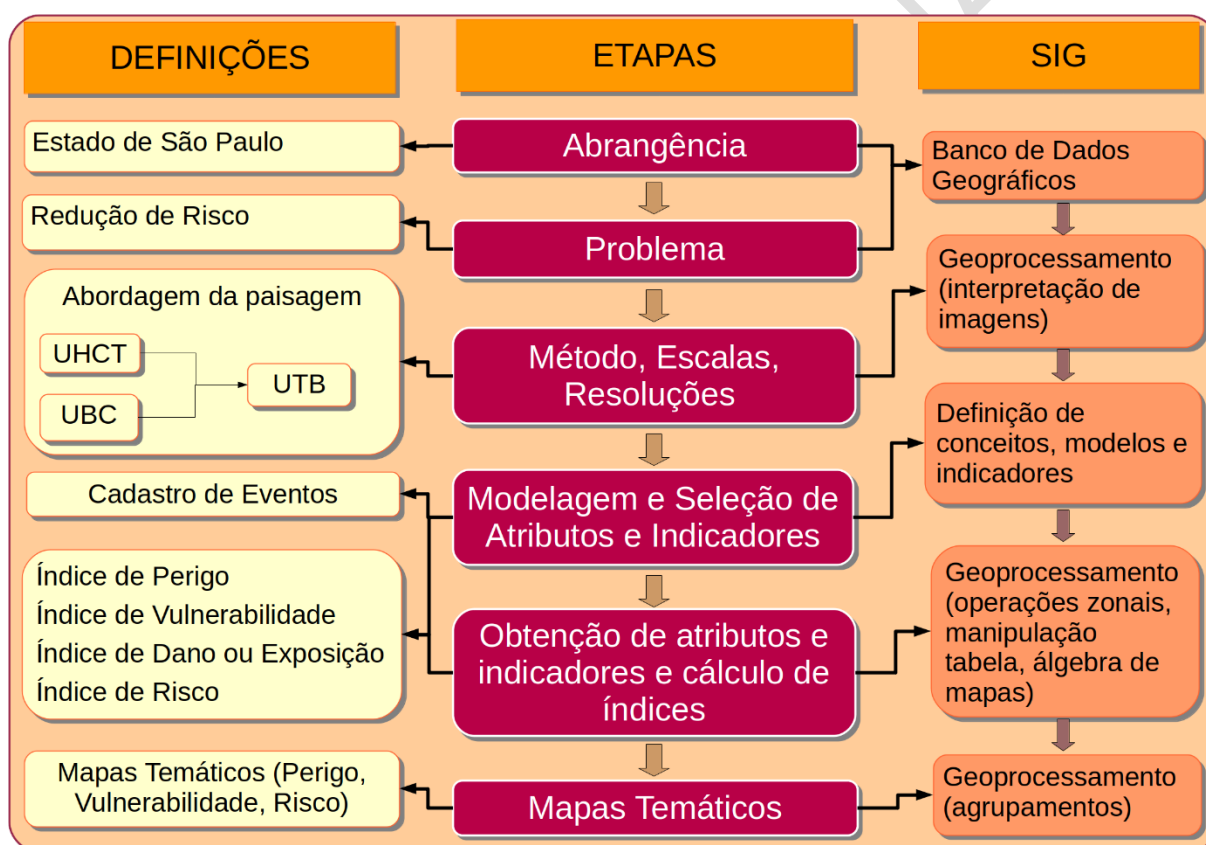 DEFINIÇÕES
ETAPAS
SIG
Estado de São Paulo
Abrangência
Banco de Dados
Geográficos
Redução de Risco
Problema
Geoprocessamento
(interpretação de
imagens)
Abordagem da paisagem
UHCT
UBC
UTB
Método, Escalas,
Resoluções
Definição de
conceitos, modelos e
indicadores
Cadastro de Eventos
Modelagem e Seleção de
Atributos e Indicadores
Índice de Perigo
Índice de Vulnerabilidade
Índice de Dano ou Exposição
Índice de Risco
Obtenção de atributos e
indicadores e cálculo de
índices
Geoprocessamento
(operações zonais,
manipulação
tabela, álgebra de
mapas)
Mapas Temáticos (Perigo,
Vulnerabilidade, Risco)
Mapas Temáticos
Geoprocessamento
(agrupamentos)